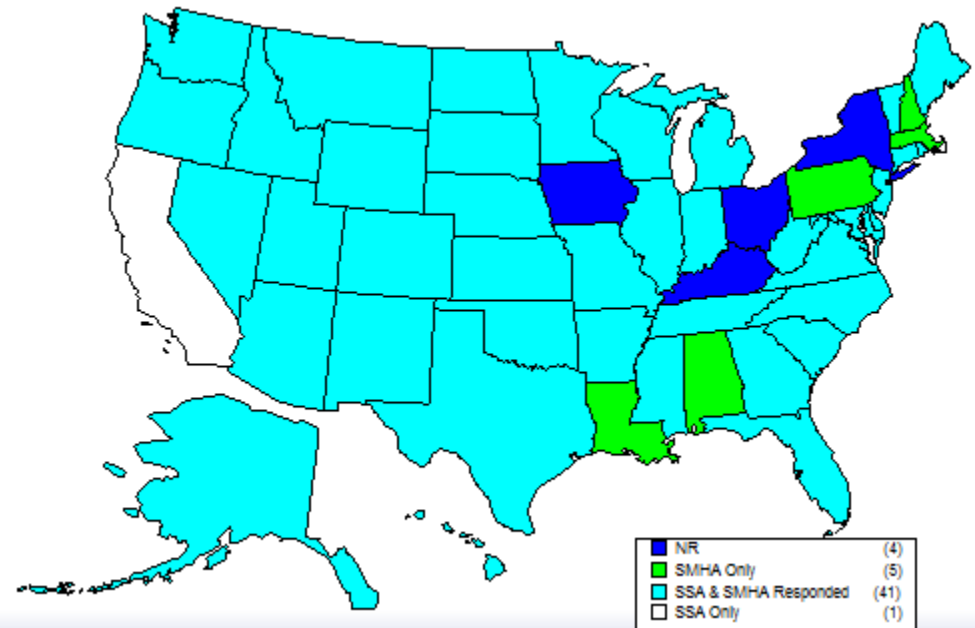 NR (4)
SMHA Only (5)
SSA & SMHA Responded (41)
SSA Only (1)